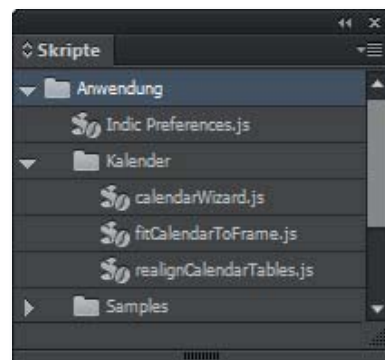 Skripte
Anwendung
Indic Preferences.js
Kalender
calendarWizard.js
fitCalendarToFrame.js
realignCalendarTables.js
Samples